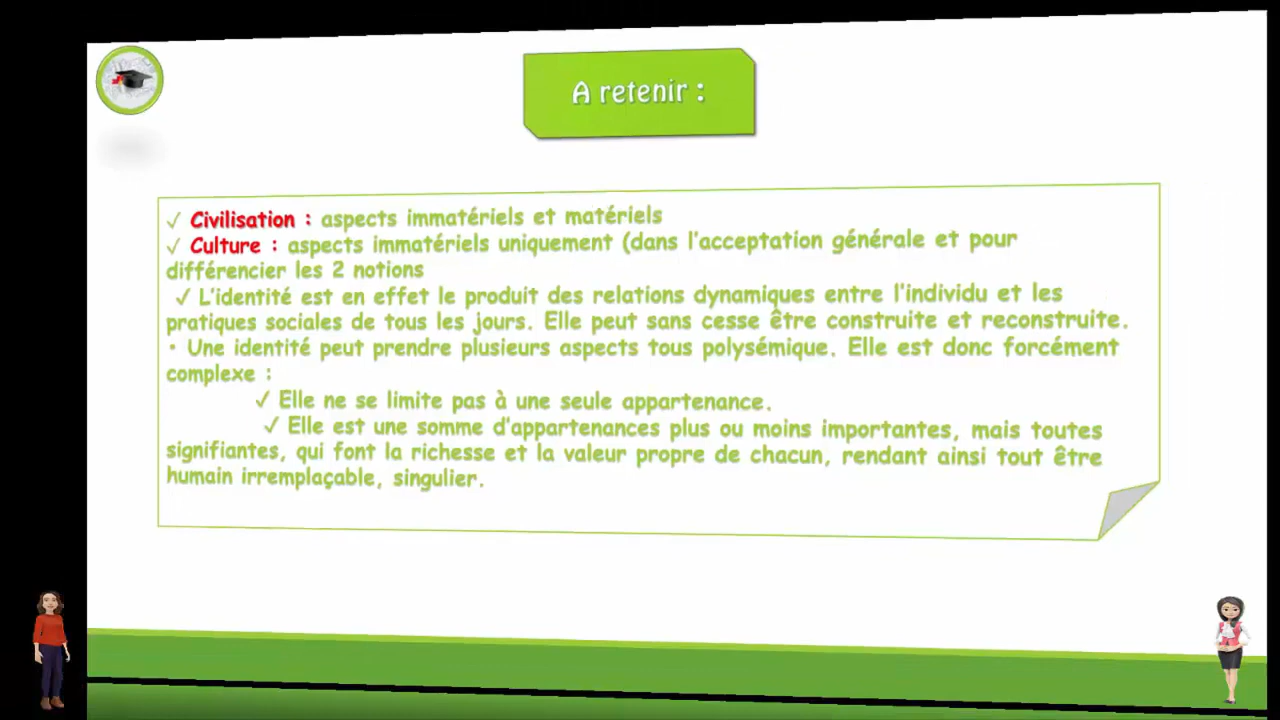 A retenir :
✓ Civilisation : aspects immatériels et matériels
✓ Culture : aspects immatériels uniquement (dans l'acceptation générale et pour
différencier les 2 notions
✓ L'identité est en effet le produit des relations dynamiques entre l'individu et les
pratiques sociales de tous les jours. Elle peut sans cesse être construite et reconstruite.
• Une identité peut prendre plusieurs aspects tous polysémique. Elle est donc forcément
complexe :
✓ Elle ne se limite pas à une seule appartenance.
✓ Elle est une somme d'appartenances plus ou moins importantes, mais toutes
signifiantes, qui font la richesse et la valeur propre de chacun, rendant ainsi tout être
humain irremplaçable, singulier.